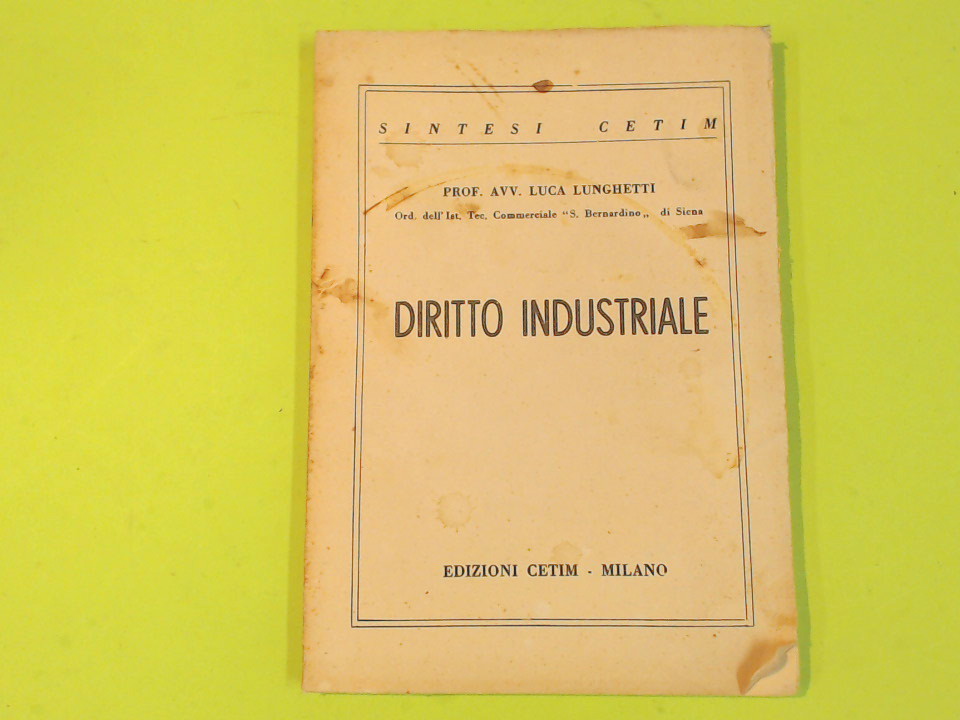 SINTESI CETIM
PROF. AVV. LUCA LUNGHETTI
Ord. dell'Ist. Tec. Commerciale "S. Bernardino„ di Siena
DIRITTO INDUSTRIALE
EDIZIONI CETIM - MILANO